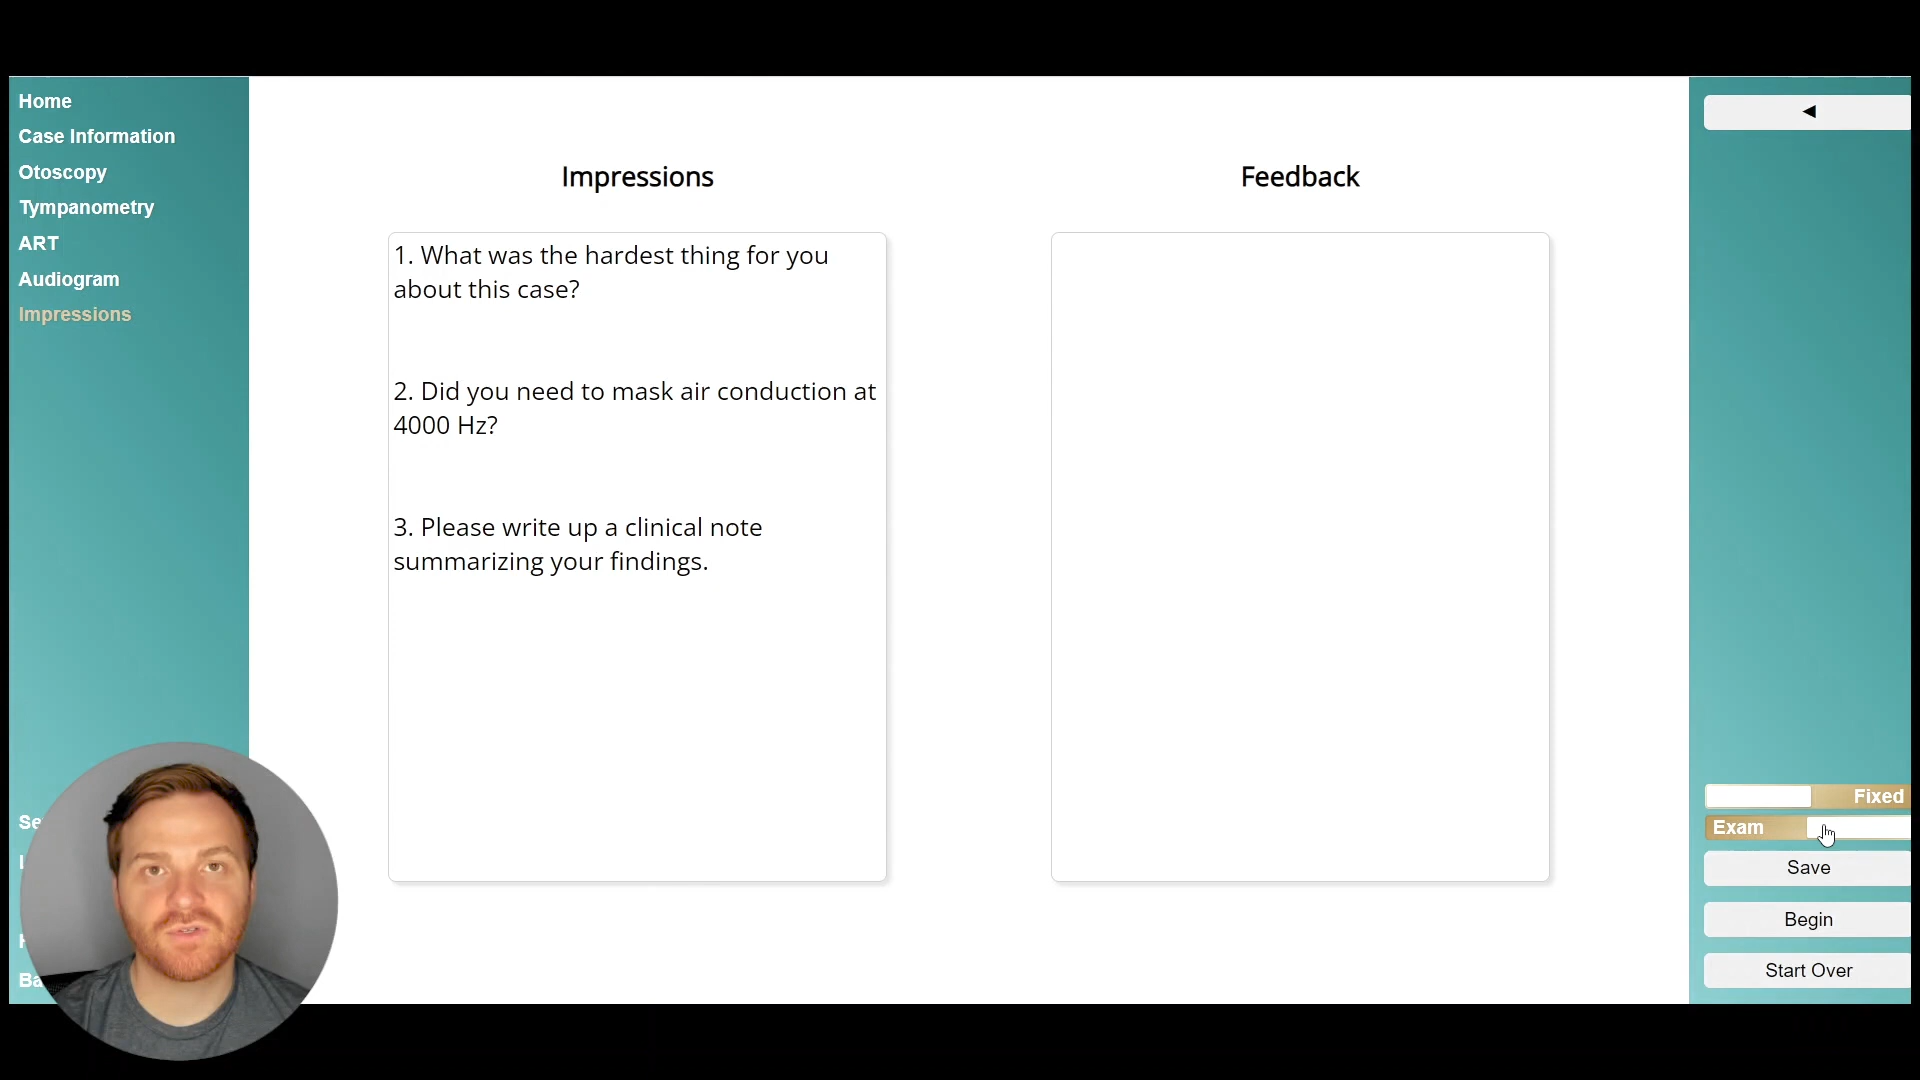 Home
Case Information
Otoscopy
Tympanometry
ART
Audiogram
Impressions
Impressions
1. What was the hardest thing for you
about this case?
2. Did you need to mask air conduction at
4000 Hz?
3. Please write up a clinical note
summarizing your findings.
Feedback
Fixed
Exam
Save
Begin
Start Over